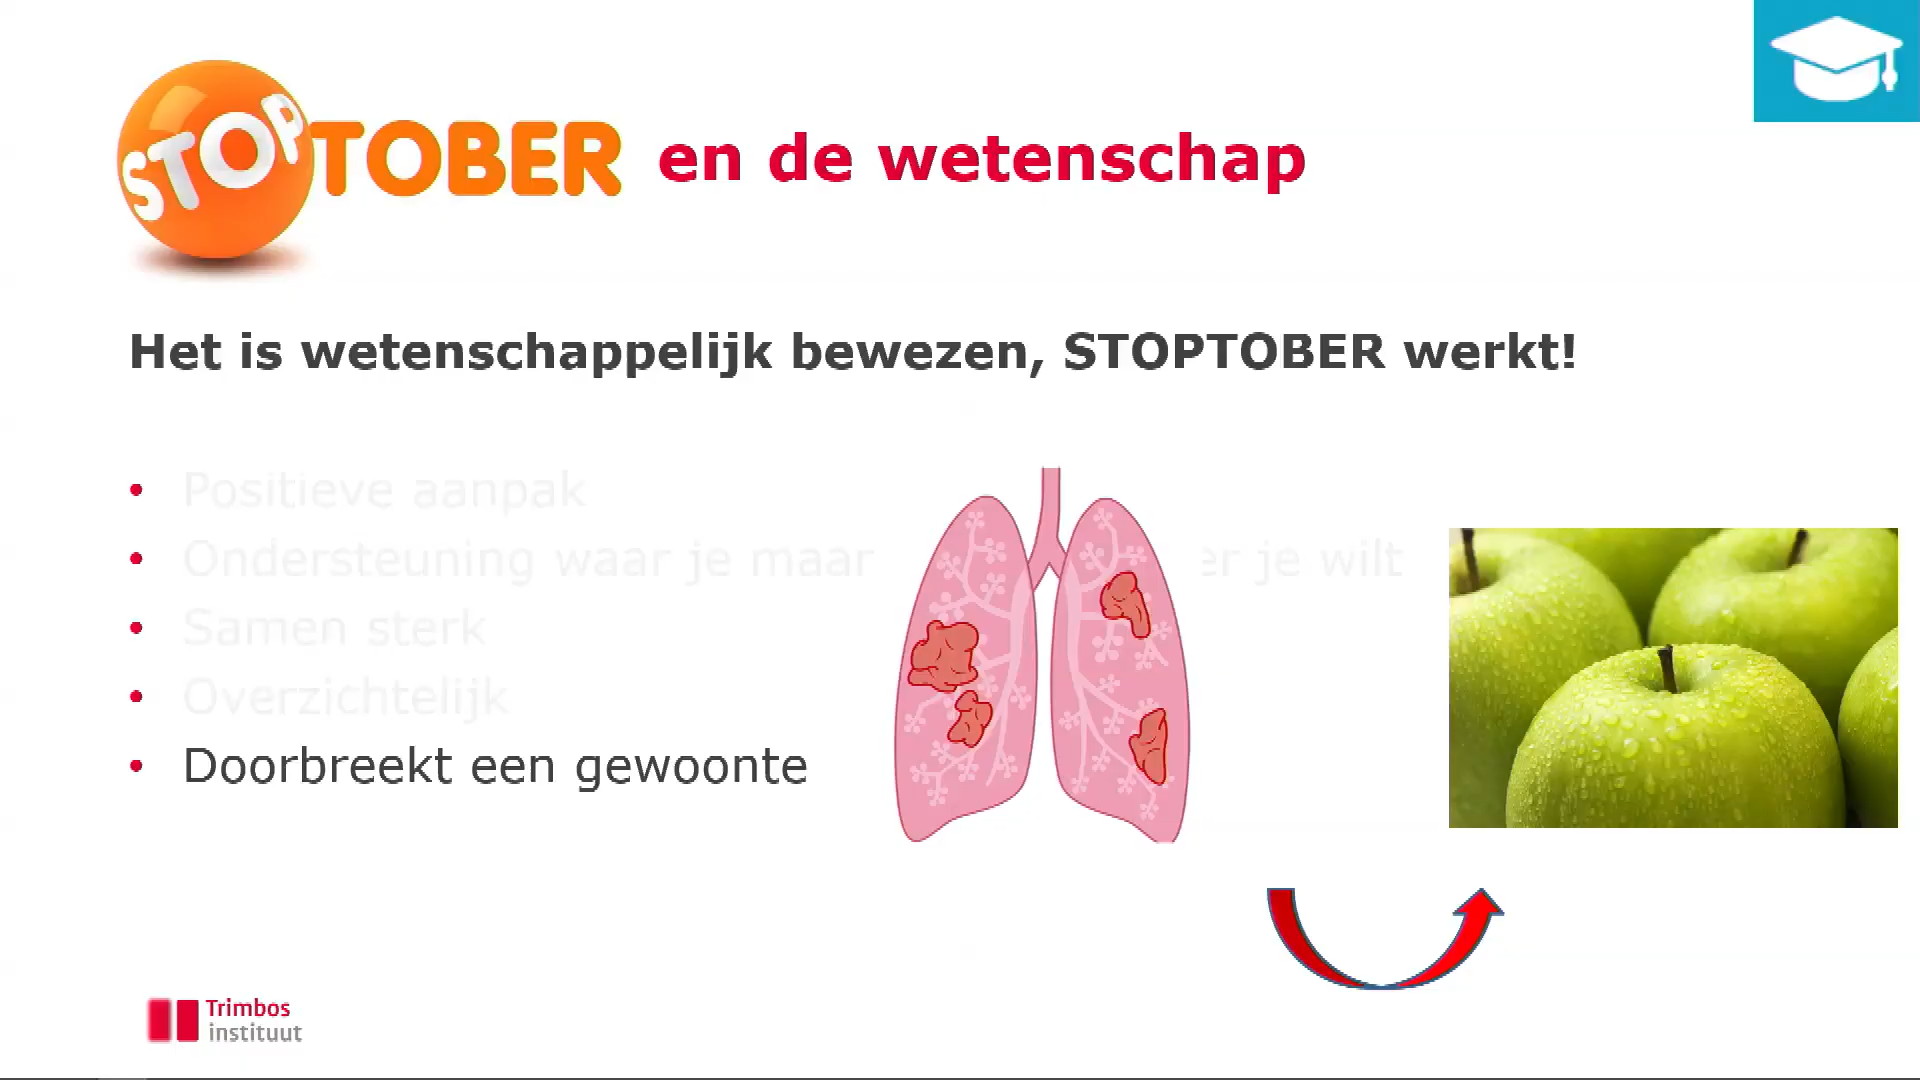 STOPTOBER en de wetenschap
Het is wetenschappelijk bewezen, STOPTOBER werkt!
• Positieve aanpak
• Ondersteuning waar je maar er je wilt
• Samen sterk
• Overzichtelijk
• Doorbreekt een gewoonte
Trimbos
instituut